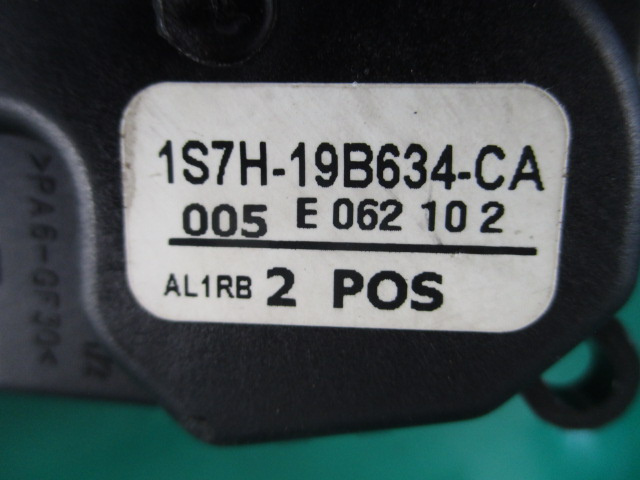 1S7H-19B634-CA
005 E 062 10 2
AL1RB 2 POS
>PA6-GF30<